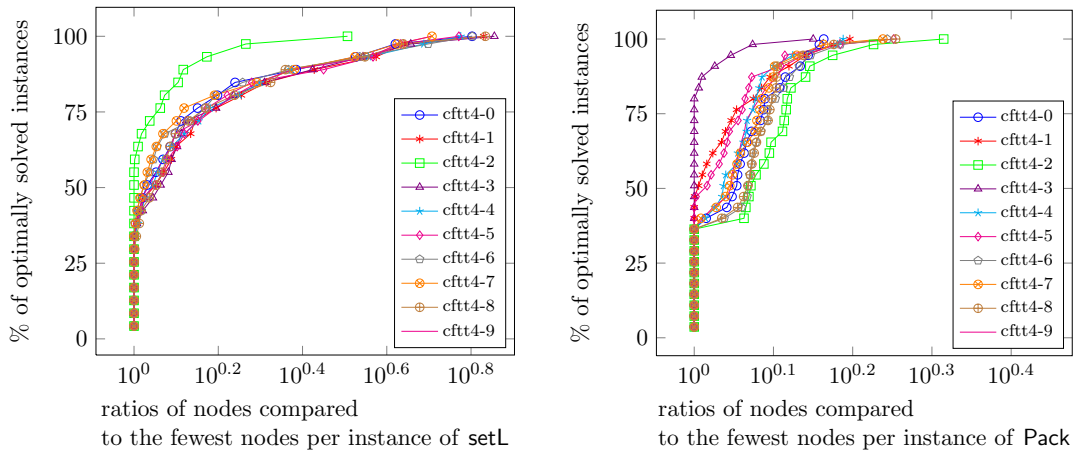 % of optimally solved instances
100
75
50
25
0
10^0
10^0.2
10^0.4
10^0.6
10^0.8
cftt4-0
cftt4-1
cftt4-2
cftt4-3
cftt4-4
cftt4-5
cftt4-6
cftt4-7
cftt4-8
cftt4-9
ratios of nodes compared
to the fewest nodes per instance of setL
% of optimally solved instances
100
75
50
25
0
10^0
10^0.1
10^0.2
10^0.3
10^0.4
cftt4-0
cftt4-1
cftt4-2
cftt4-3
cftt4-4
cftt4-5
cftt4-6
cftt4-7
cftt4-8
cftt4-9
ratios of nodes compared
to the fewest nodes per instance of Pack